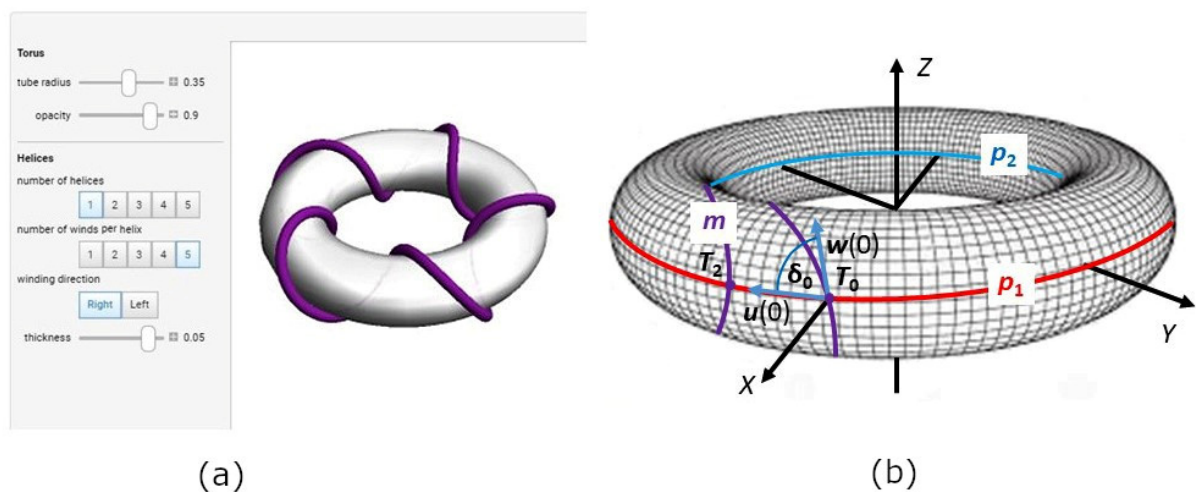 Torus
tube radius 0.35
opacity 0.9
Helices
number of helices
1 2 3 4 5
number of winds per helix
1 2 3 4 5
winding direction
Right Left
thickness 0.05
(a)
Z
p₂
m
w(0)
T₂ δ₀ T₀
u(0)
p₁
Y
X
(b)